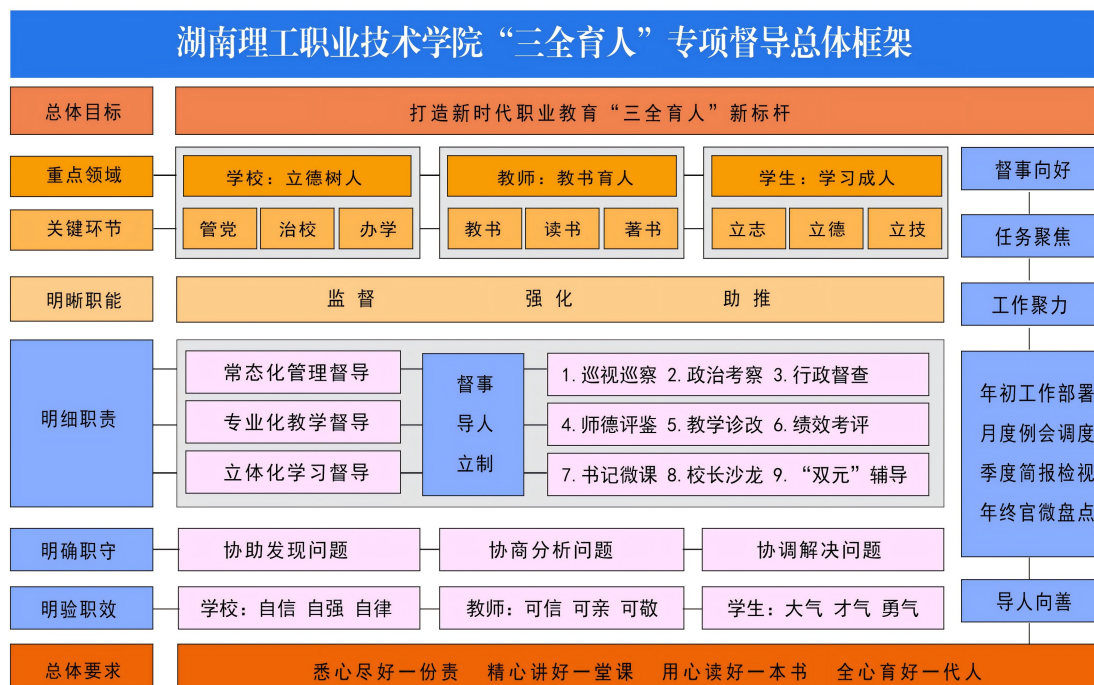 湖南理工职业技术学院“三全育人”专项督导总体框架
总体目标
打造新时代职业教育“三全育人”新标杆
重点领域
学校：立德树人
教师：教书育人
学生：学习成人
关键环节
管党
治校
办学
教书
读书
著书
立志
立德
立技
明晰职能
监督
强化
助推
明细职责
常态化管理督导
专业化教学督导
立体化学习督导
督事
导人
立制
1. 巡视巡察 2. 政治考察 3. 行政督查
4. 师德评鉴 5. 教学诊改 6. 绩效考评
7. 书记微课 8. 校长沙龙 9. “双元”辅导
明确职守
协助发现问题
协商分析问题
协调解决问题
明验职效
学校：自信 自强 自律
教师：可信 可亲 可敬
学生：大气 才气 勇气
督事向好
任务聚焦
工作聚力
年初工作部署
月度例会调度
季度简报检视
年终官微盘点
导人向善
总体要求
悉心尽好一份责 精心讲好一堂课 用心读好一本书 全心育好一代人